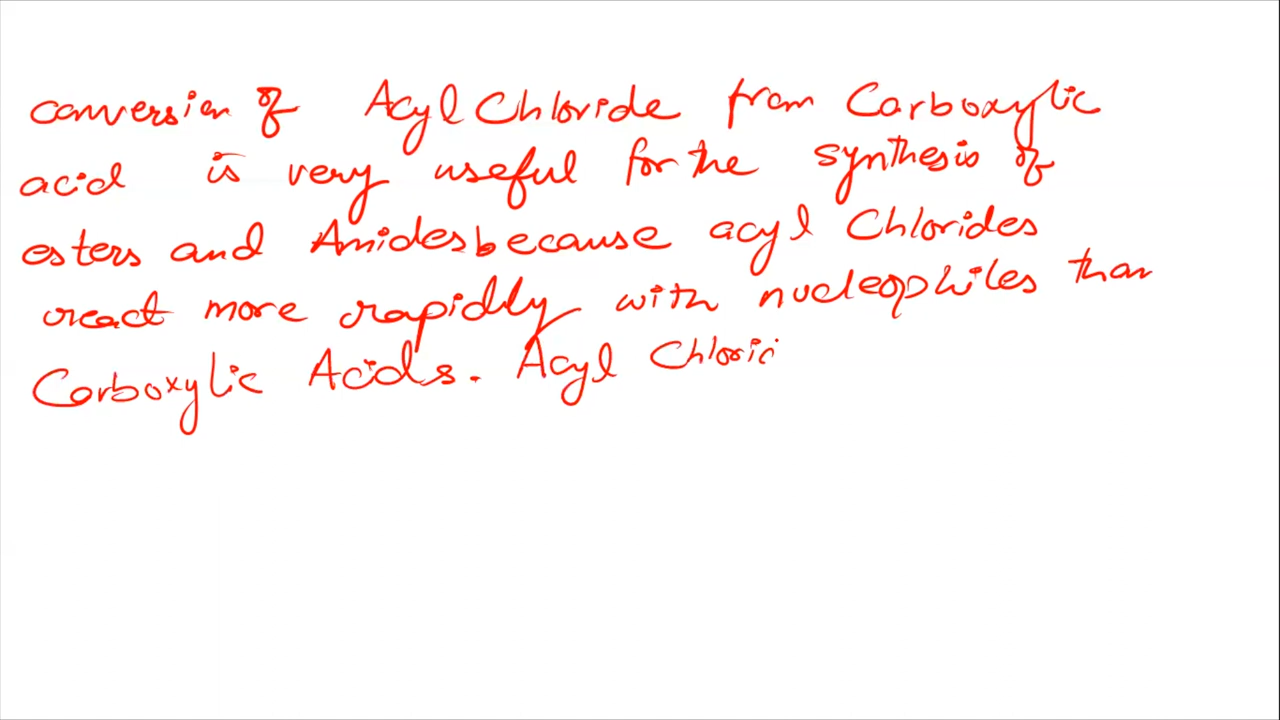 conversion of Acyl Chloride from Carboxylic
acid is very useful for the synthesis of
esters and Amides because acyl Chlorides
react more rapidly with nucleophiles than
Carboxylic Acids. Acyl Chlori